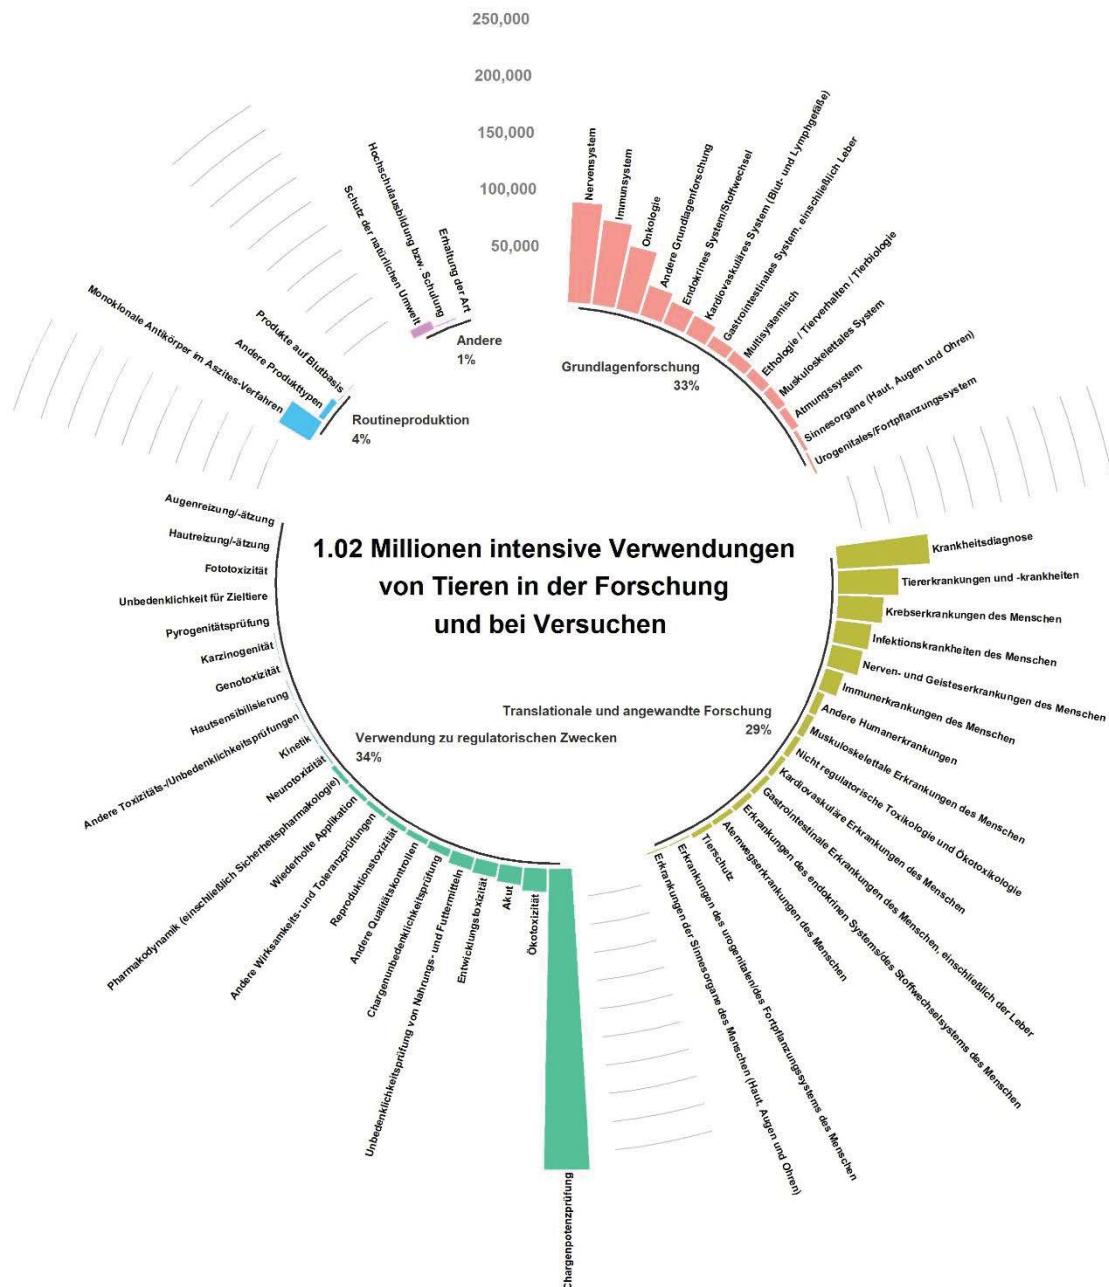 250,000
200,000
150,000
100,000
50,000
Nervensystem
Immunsystem
Onkologie
Andere Grundlagenforschung
Endokrines System/Stoffwechsel
Kardiovaskuläres System (Blut- und Lymphgefäße)
Gastrointestinales System, einschließlich Leber
Multisystemisch
Ethologie / Tierverhalten / Tierbiologie
Muskuloskelettales System
Atmungssystem
Sinnesorgane (Haut, Augen und Ohren)
Urogenitales/Fortpflanzungssystem
Grundlagenforschung
33%
Krankheitsdiagnose
Tiererkrankungen und -krankheiten
Krebserkrankungen des Menschen
Infektionskrankheiten des Menschen
Nerven- und Geisteserkrankungen des Menschen
Immunerkrankungen des Menschen
Andere Humanerkrankungen
Muskuloskelettale Erkrankungen des Menschen
Nicht regulatorische Toxikologie und Ökotoxikologie
Kardiovaskuläre Erkrankungen des Menschen
Gastrointestinale Erkrankungen des Menschen, einschließlich der Leber
Erkrankungen des endokrinen Systems/des Stoffwechselsystems des Menschen
Atemwegserkrankungen des Menschen
Tierschutz
Erkrankungen des urogenitalen/des Fortpflanzungssystems des Menschen
Erkrankungen der Sinnesorgane des Menschen (Haut, Augen und Ohren)
Translationale und angewandte Forschung
29%
Chargenpotenzprüfung
Ökotoxizität
Akut
Entwicklungstoxizität
Unbedenklichkeitsprüfung von Nahrungs- und Futtermitteln
Chargenunbedenklichkeitsprüfung
Andere Qualitätskontrollen
Reproduktionstoxizität
Andere Wirksamkeits- und Toleranzprüfungen
Wiederholte Applikation
Pharmakodynamik (einschließlich Sicherheitspharmakologie)
Neurotoxizität
Kinetik
Andere Toxizitäts-/Unbedenklichkeitsprüfungen
Hautsensibilisierung
Genotoxizität
Karzinogenität
Pyrogenitätsprüfung
Unbedenklichkeit für Zieltiere
Fototoxizität
Hautreizung/-ätzung
Augenreizung/-ätzung
Verwendung zu regulatorischen Zwecken
34%
Monoklonale Antikörper im Aszites-Verfahren
Andere Produkttypen
Produkte auf Blutbasis
Routineproduktion
4%
Schutz der natürlichen Umwelt
Hochschulausbildung bzw. Schulung
Erhaltung der Art
Andere
1%
1.02 Millionen intensive Verwendungen
von Tieren in der Forschung
und bei Versuchen